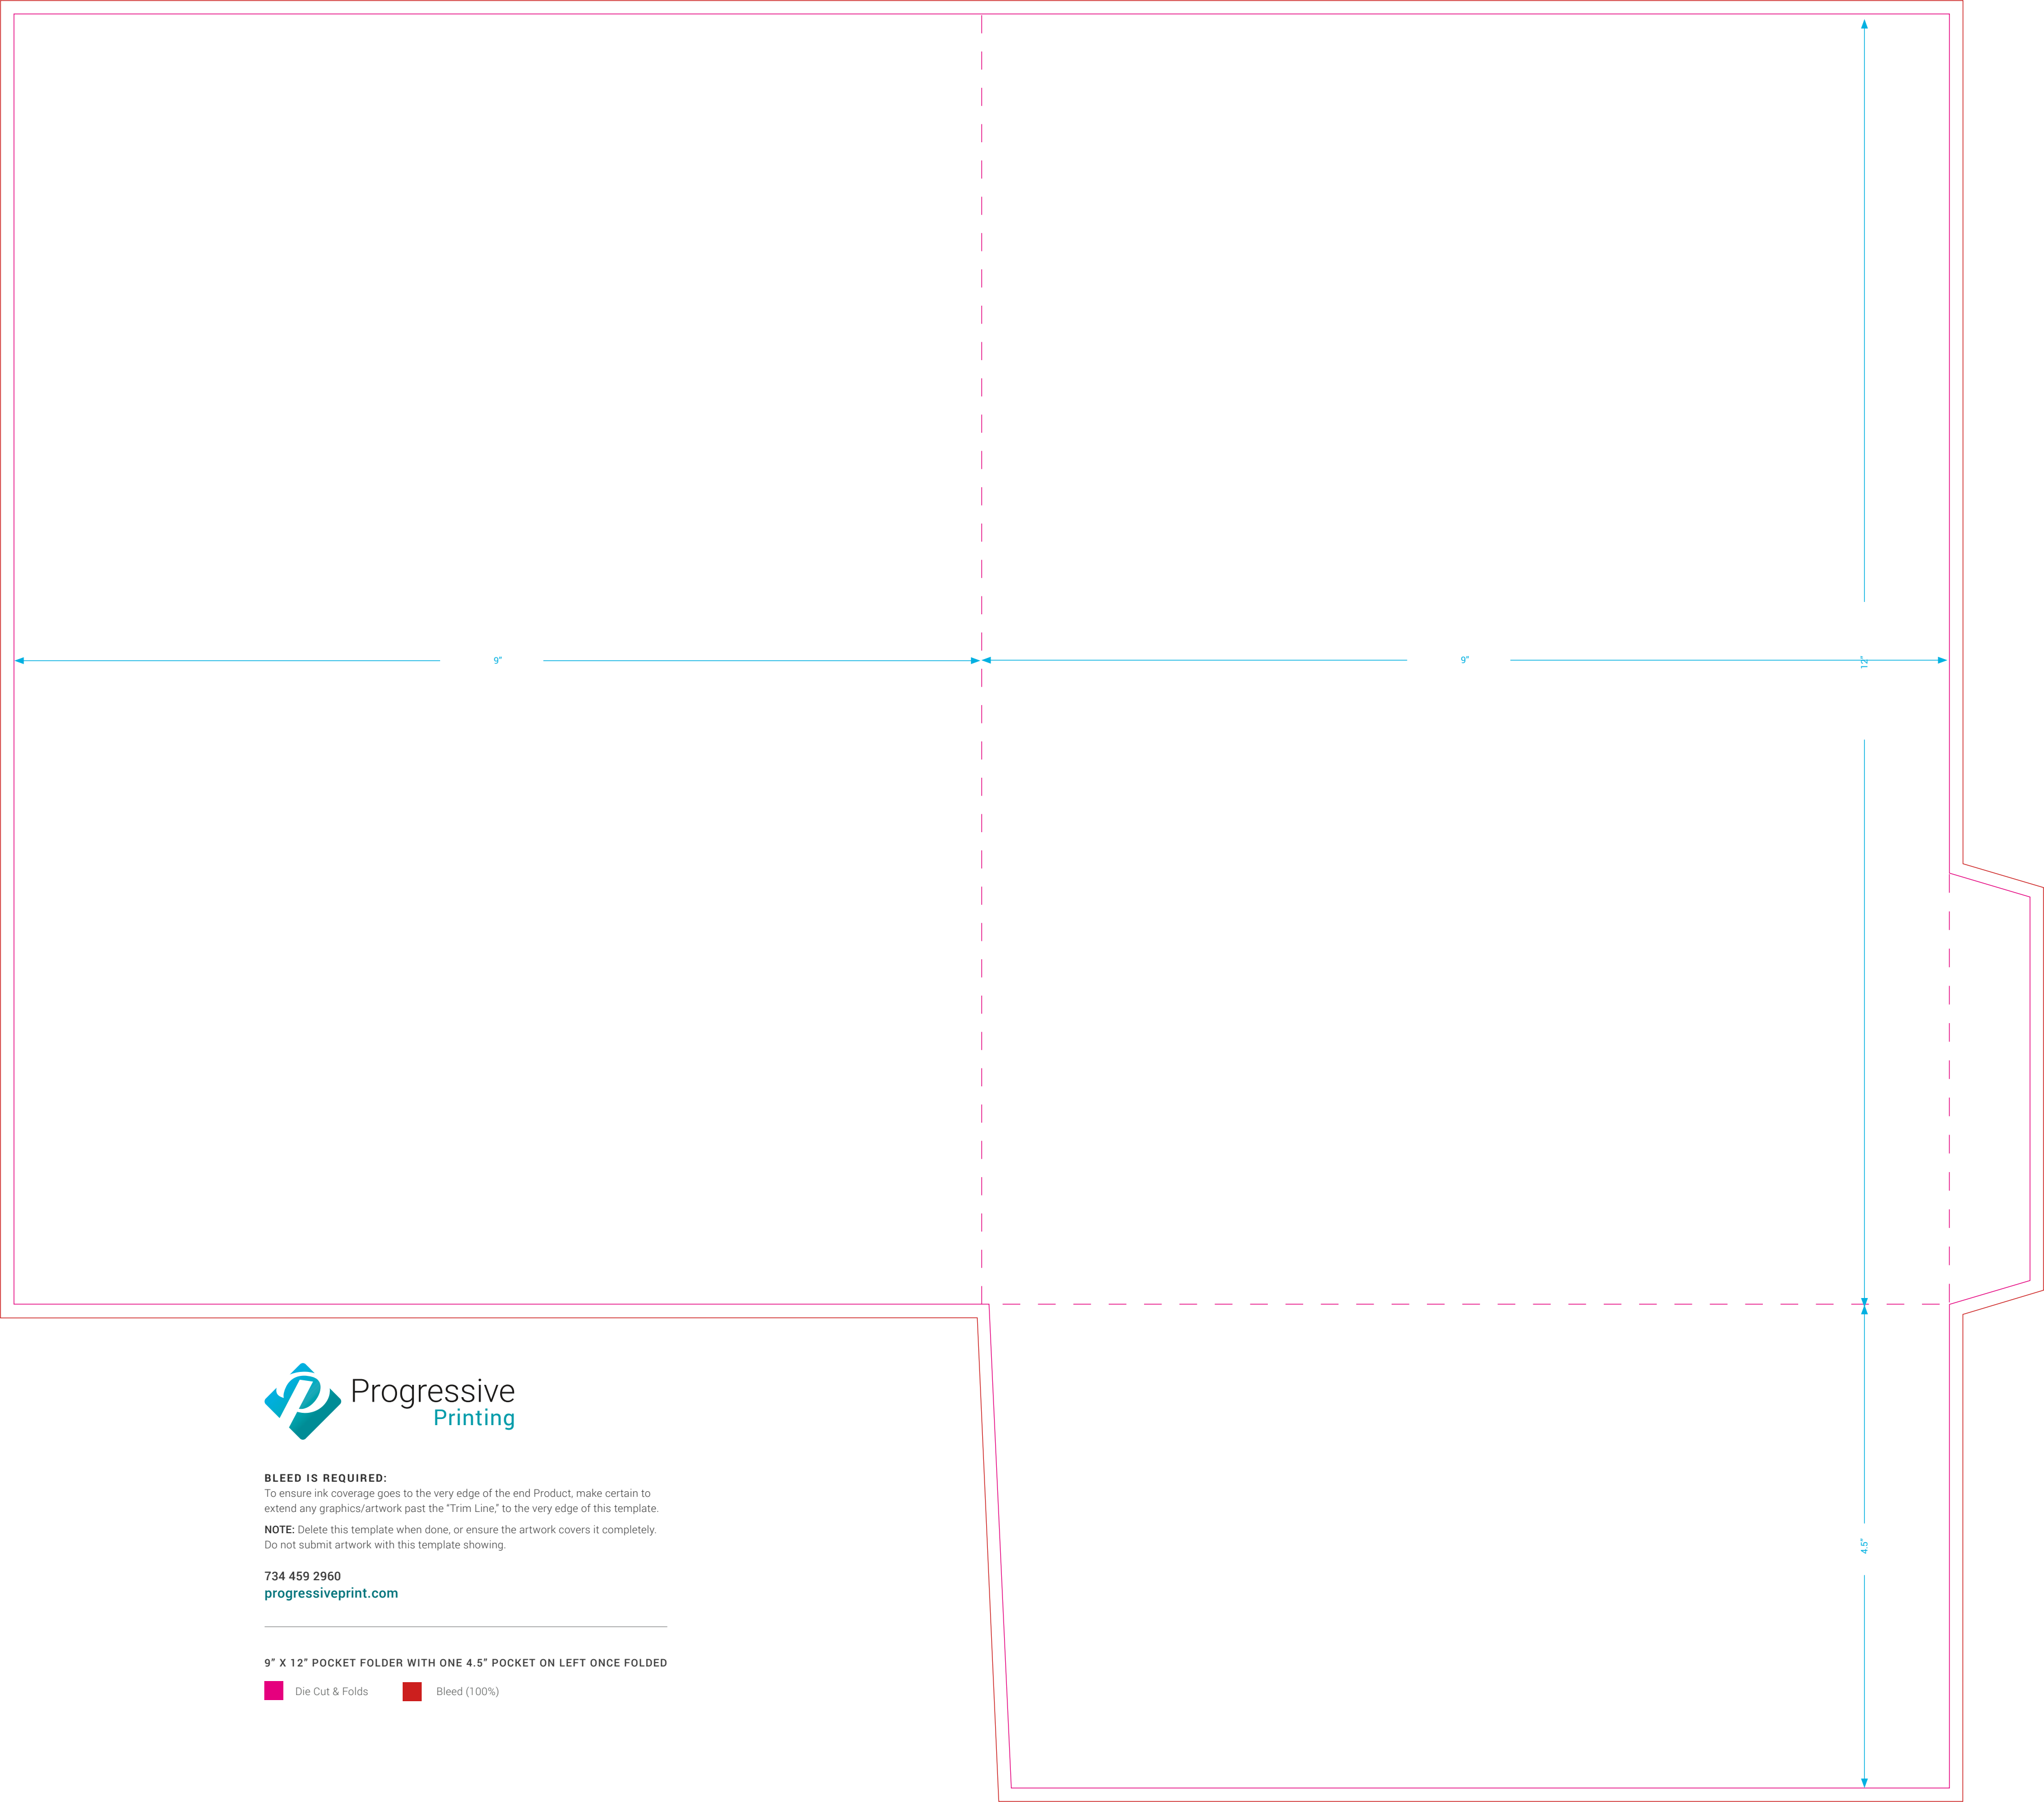 9”
9”
12”
4.5”
Progressive
Printing
BLEED IS REQUIRED:
To ensure ink coverage goes to the very edge of the end Product, make certain to
extend any graphics/artwork past the “Trim Line,” to the very edge of this template.
NOTE: Delete this template when done, or ensure the artwork covers it completely.
Do not submit artwork with this template showing.
734 459 2960
progressiveprint.com
9” X 12” POCKET FOLDER WITH ONE 4.5” POCKET ON LEFT ONCE FOLDED
Die Cut & Folds
Bleed (100%)